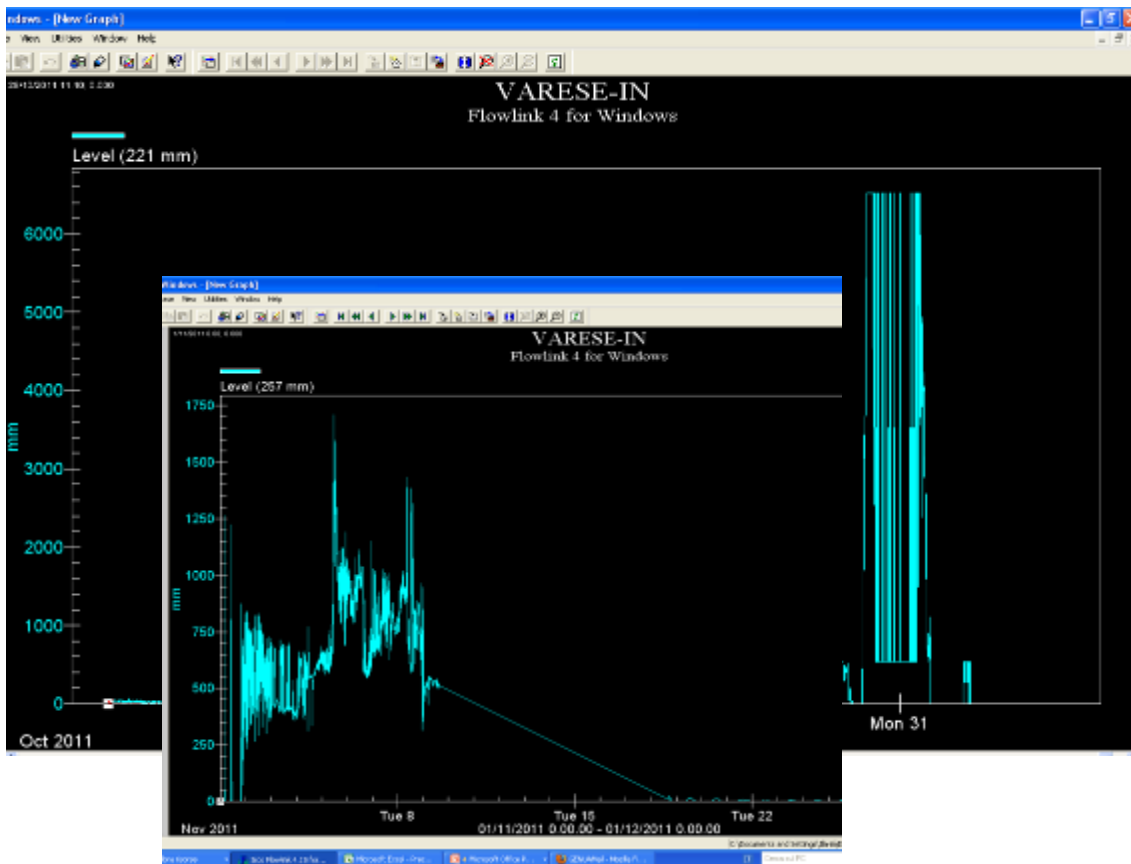 ndows - [New Graph]
View Utilities Window Help
VARESE-IN
Flowlink 4 for Windows
Level (221 mm)
6000
5000
4000
mm
3000
2000
1000
0
Oct 2011
Mon 31
Windows - [New Graph]
View Utilities Window Help
VARESE-IN
Flowlink 4 for Windows
Level (257 mm)
1750
1500
1250
1000
mm
750
500
250
0
Tue 8
Tue 15
Tue 22
Nov 2011
01/11/2011 0.00.00 - 01/12/2011 0.00.00